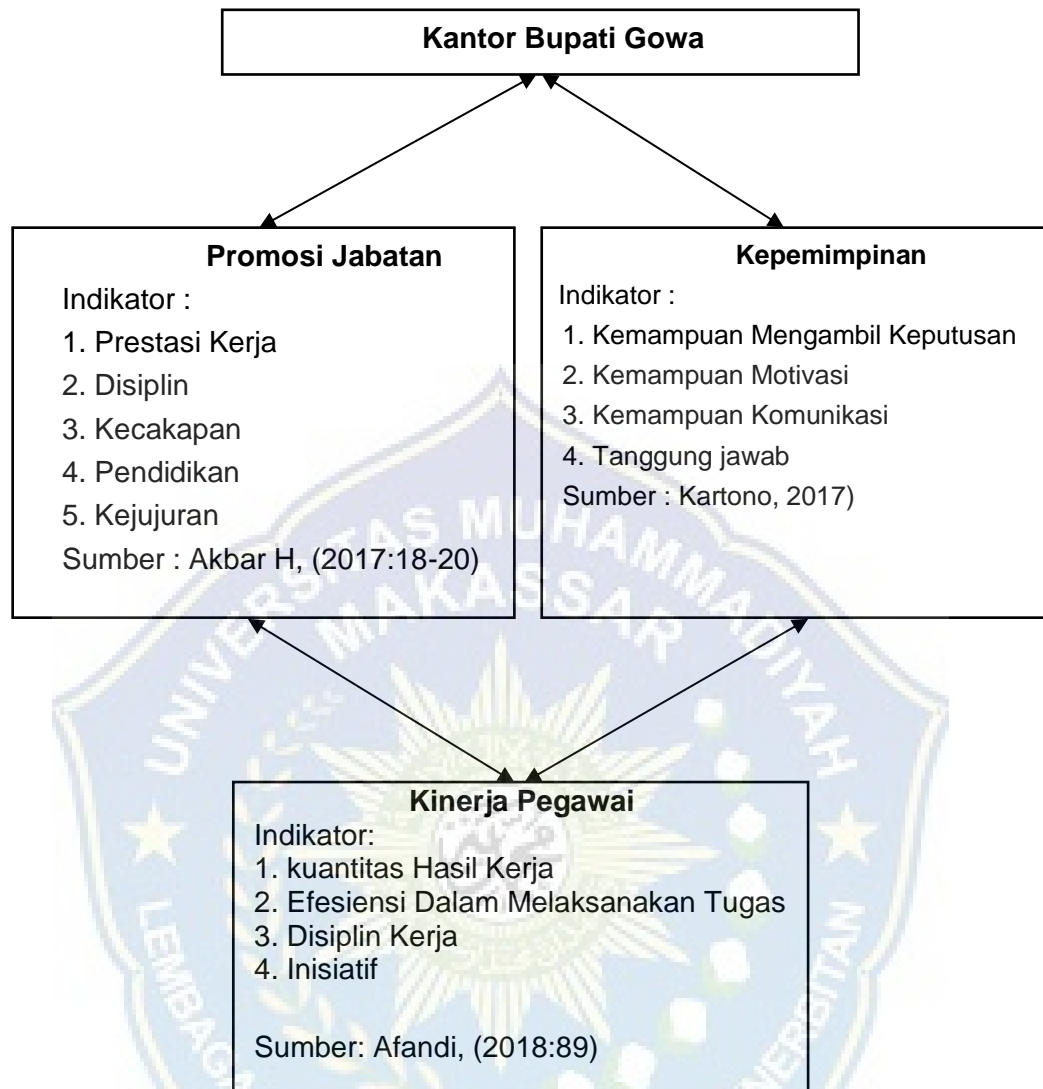 Kantor Bupati Gowa
Promosi Jabatan
Indikator :
1. Prestasi Kerja
2. Disiplin
3. Kecakapan
4. Pendidikan
5. Kejujuran
Sumber : Akbar H, (2017:18-20)
Kepemimpinan
Indikator :
1. Kemampuan Mengambil Keputusan
2. Kemampuan Motivasi
3. Kemampuan Komunikasi
4. Tanggung jawab
Sumber : Kartono, 2017)
UNIVERSITAS MUHAMMADIYAH
MAKASSAR
Kinerja Pegawai
Indikator:
1. kuantitas Hasil Kerja
2. Efesiensi Dalam Melaksanakan Tugas
3. Disiplin Kerja
4. Inisiatif
Sumber: Afandi, (2018:89)